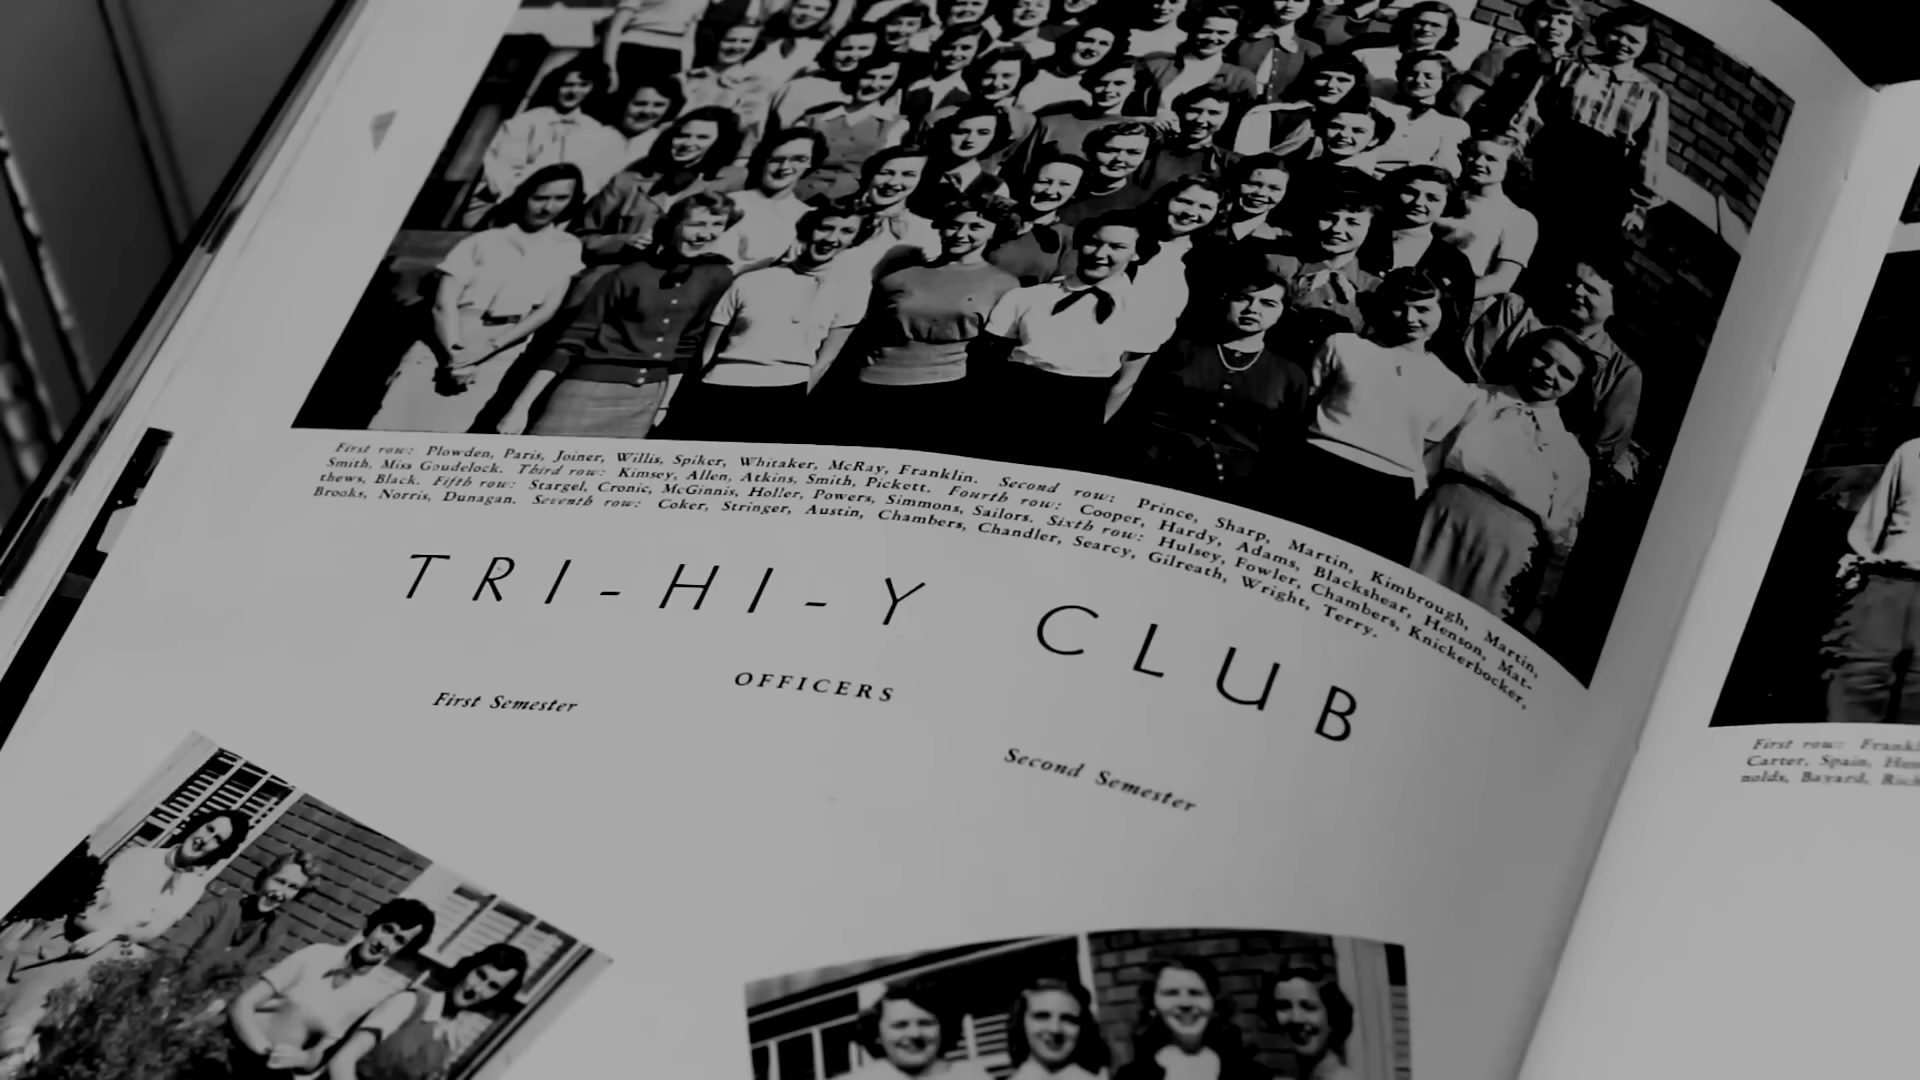 First row: Plowden, Paris, Joiner, Willis, Spiker, Whitaker, McRay, Franklin. Second row: Prince, Sharp, Martin, Kimbrough, Martin,
Smith, Miss Goudelock. Third row: Kimsey, Allen, Atkins, Smith, Pickett. Fourth row: Cooper, Hardy, Adams, Blackshear, Henson, Mat-
thews, Black. Fifth row: Stargel, Cronic, McGinnis, Holler, Powers, Simmons, Sailors. Sixth row: Hulsey, Fowler, Chambers, Knickerbocker,
Brooks, Norris, Dunagan. Seventh row: Coker, Stringer, Austin, Chambers, Chandler, Searcy, Gilreath, Wright, Terry.
TRI-HI-Y CLUB
OFFICERS
First Semester
Second Semester
First row:
Carter, Spain,
nolds, Bayard,